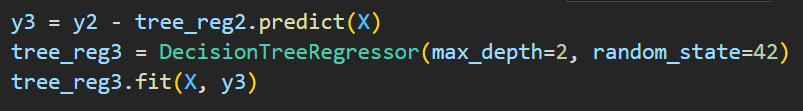 y3 = y2 - tree_reg2.predict(X)
tree_reg3 = DecisionTreeRegressor(max_depth=2, random_state=42)
tree_reg3.fit(X, y3)